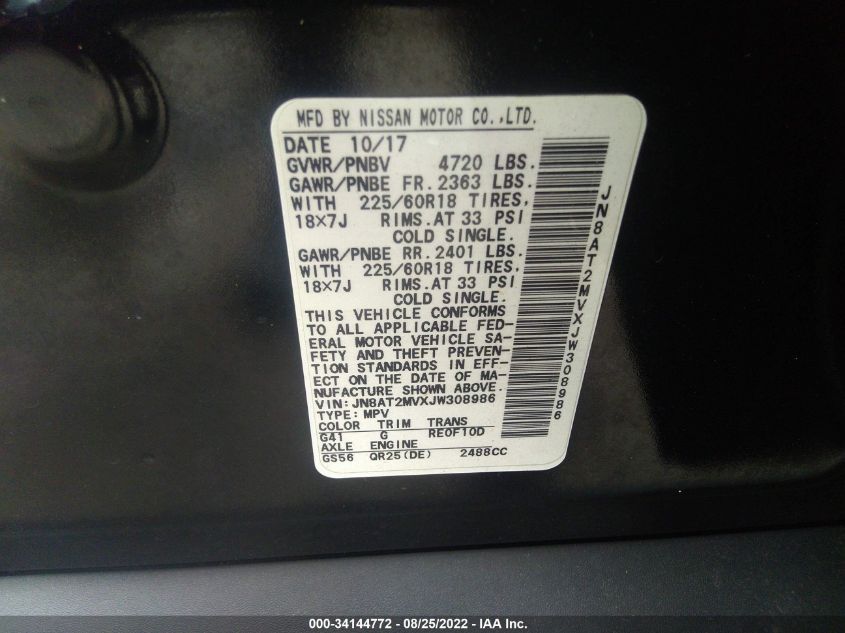 MFD BY NISSAN MOTOR CO.,LTD.
DATE 10/17
GVWR/PNBV 4720 LBS.
GAWR/PNBE FR. 2363 LBS.
WITH 225/60R18 TIRES,
18×7J RIMS.AT 33 PSI
COLD SINGLE.
GAWR/PNBE RR. 2401 LBS.
WITH 225/60R18 TIRES,
18×7J RIMS.AT 33 PSI
COLD SINGLE.
THIS VEHICLE CONFORMS
TO ALL APPLICABLE FED-
ERAL MOTOR VEHICLE SA-
FETY AND THEFT PREVEN-
TION STANDARDS IN EFF-
ECT ON THE DATE OF MA-
NUFACTURE SHOWN ABOVE.
VIN:JN8AT2MVXJW308986
TYPE:MPV
COLOR TRIM TRANS
G41 G RE0F10D
AXLE ENGINE
GS56 QR25(DE) 2488CC
JN8AT2MVXJW308986
000-34144772 - 08/25/2022 - IAA Inc.